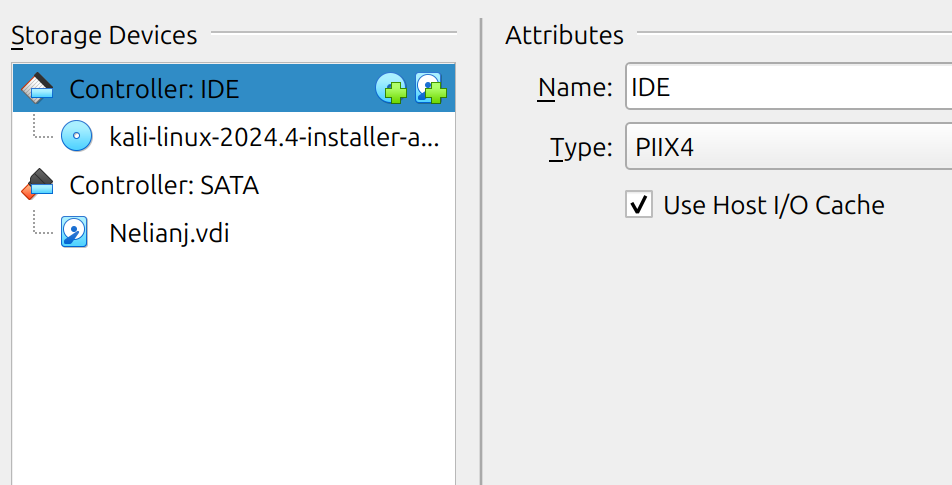 Storage Devices
Controller: IDE
kali-linux-2024.4-installer-a...
Controller: SATA
Nelianj.vdi
Attributes
Name: IDE
Type: PIIX4
Use Host I/O Cache